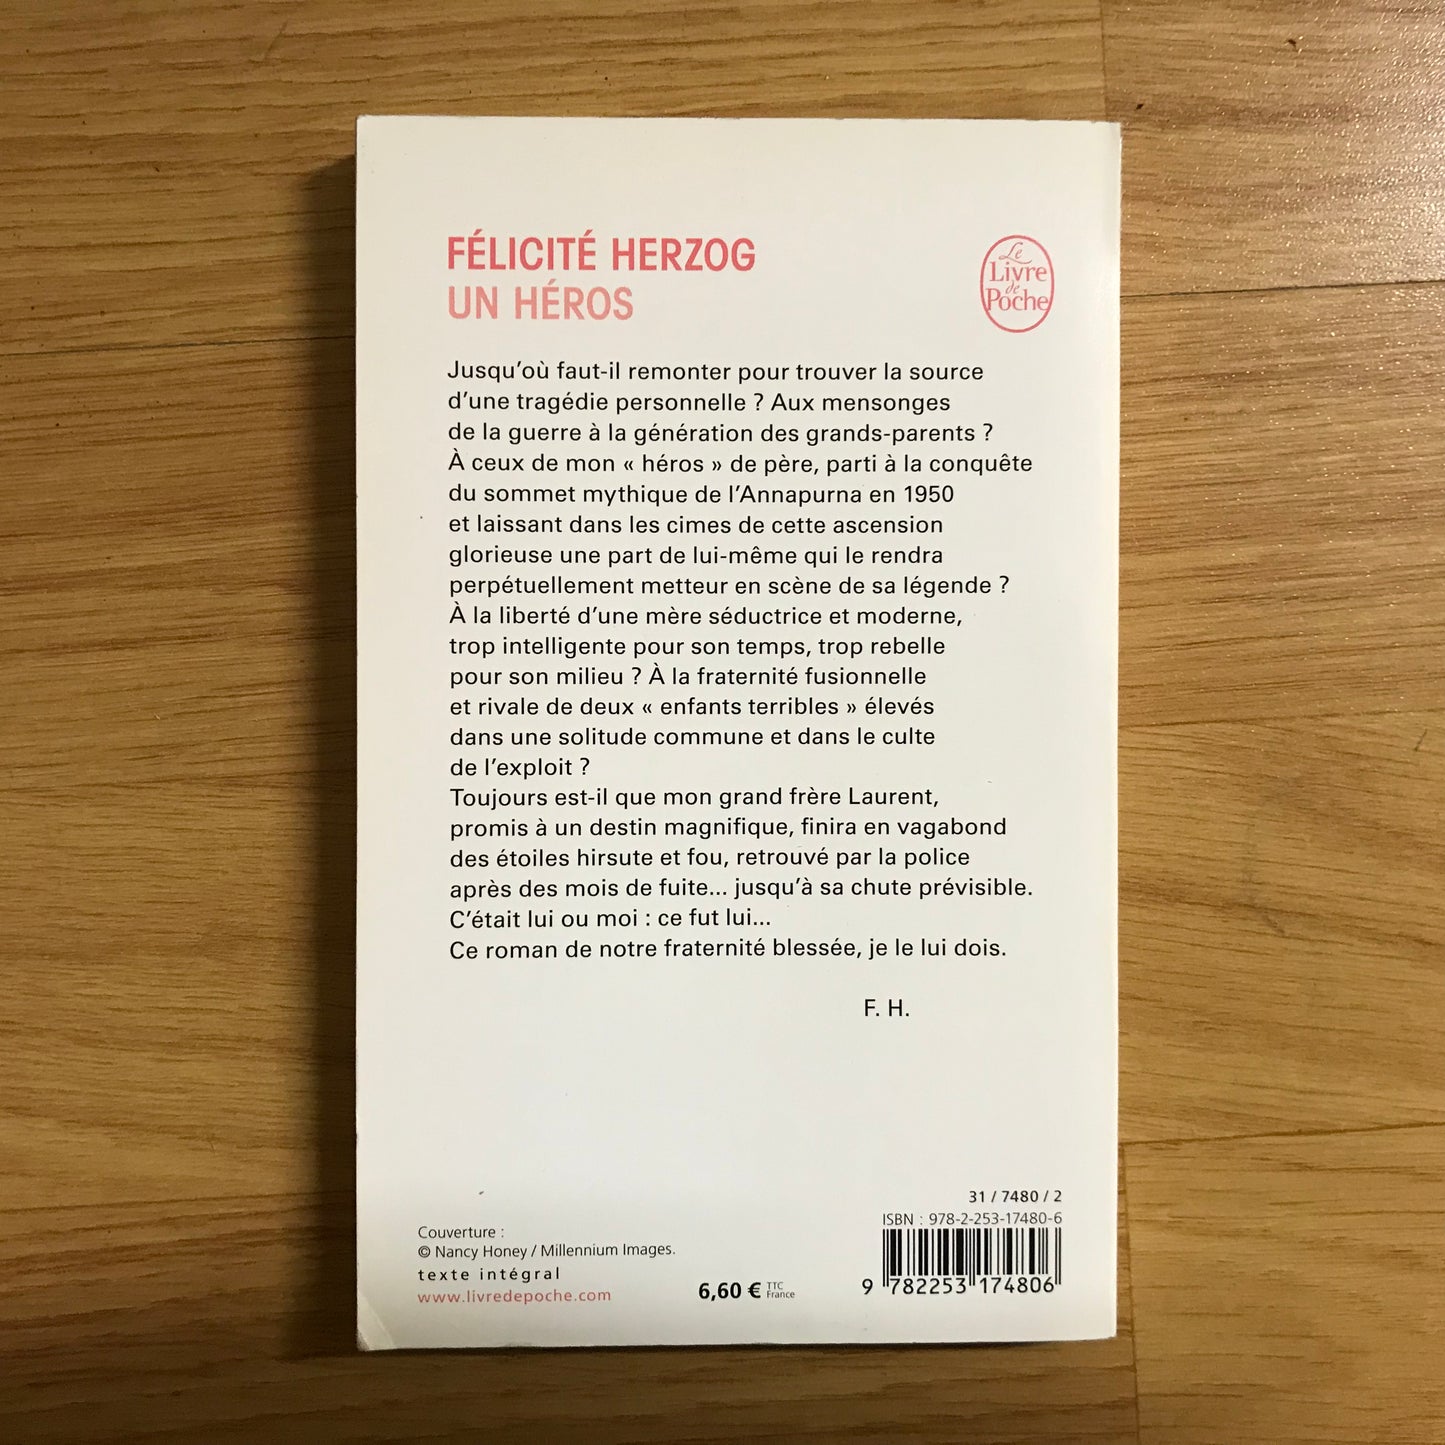 FÉLICITÉ HERZOG
UN HÉROS
Le
Livre
de
Poche
Jusqu'où faut-il remonter pour trouver la source
d'une tragédie personnelle ? Aux mensonges
de la guerre à la génération des grands-parents ?
À ceux de mon « héros » de père, parti à la conquête
du sommet mythique de l'Annapurna en 1950
et laissant dans les cimes de cette ascension
glorieuse une part de lui-même qui le rendra
perpétuellement metteur en scène de sa légende ?
À la liberté d'une mère séductrice et moderne,
trop intelligente pour son temps, trop rebelle
pour son milieu ? À la fraternité fusionnelle
et rivale de deux « enfants terribles » élevés
dans une solitude commune et dans le culte
de l'exploit ?
Toujours est-il que mon grand frère Laurent,
promis à un destin magnifique, finira en vagabond
des étoiles hirsute et fou, retrouvé par la police
après des mois de fuite... jusqu'à sa chute prévisible.
C'était lui ou moi : ce fut lui...
Ce roman de notre fraternité blessée, je le lui dois.
F. H.
Couverture :
© Nancy Honey / Millennium Images.
texte intégral
www.livredepoche.com
6,60 € TTC
France
31 / 7480 / 2
ISBN : 978-2-253-17480-6
9 782253 174806